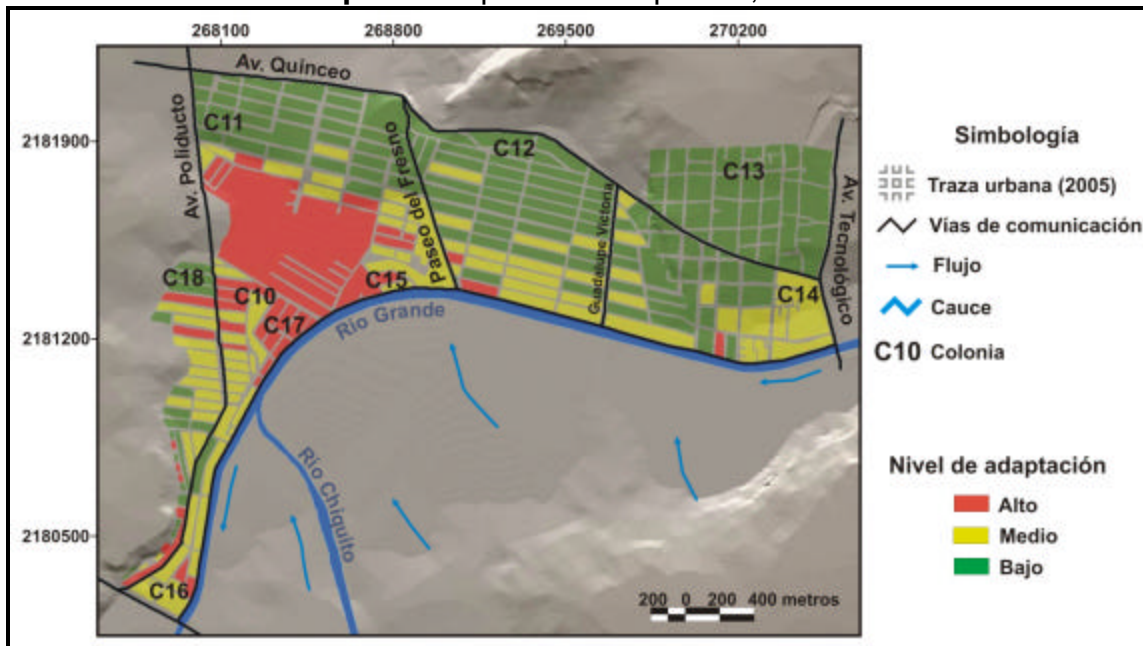 268100 268800 269500 270200
2181900
2181200
2180500
Av. Quinceo
Av. Poliducto
Paseo del Fresno
Guadalupe Victoria
Av. Tecnológico
C11
C12
C13
C18
C10
C15
C14
C17
C16
Río Grande
Río Chiquito
200 0 200 400 metros
Simbología
Traza urbana (2005)
Vías de comunicación
Flujo
Cauce
C10 Colonia
Nivel de adaptación
Alto
Medio
Bajo